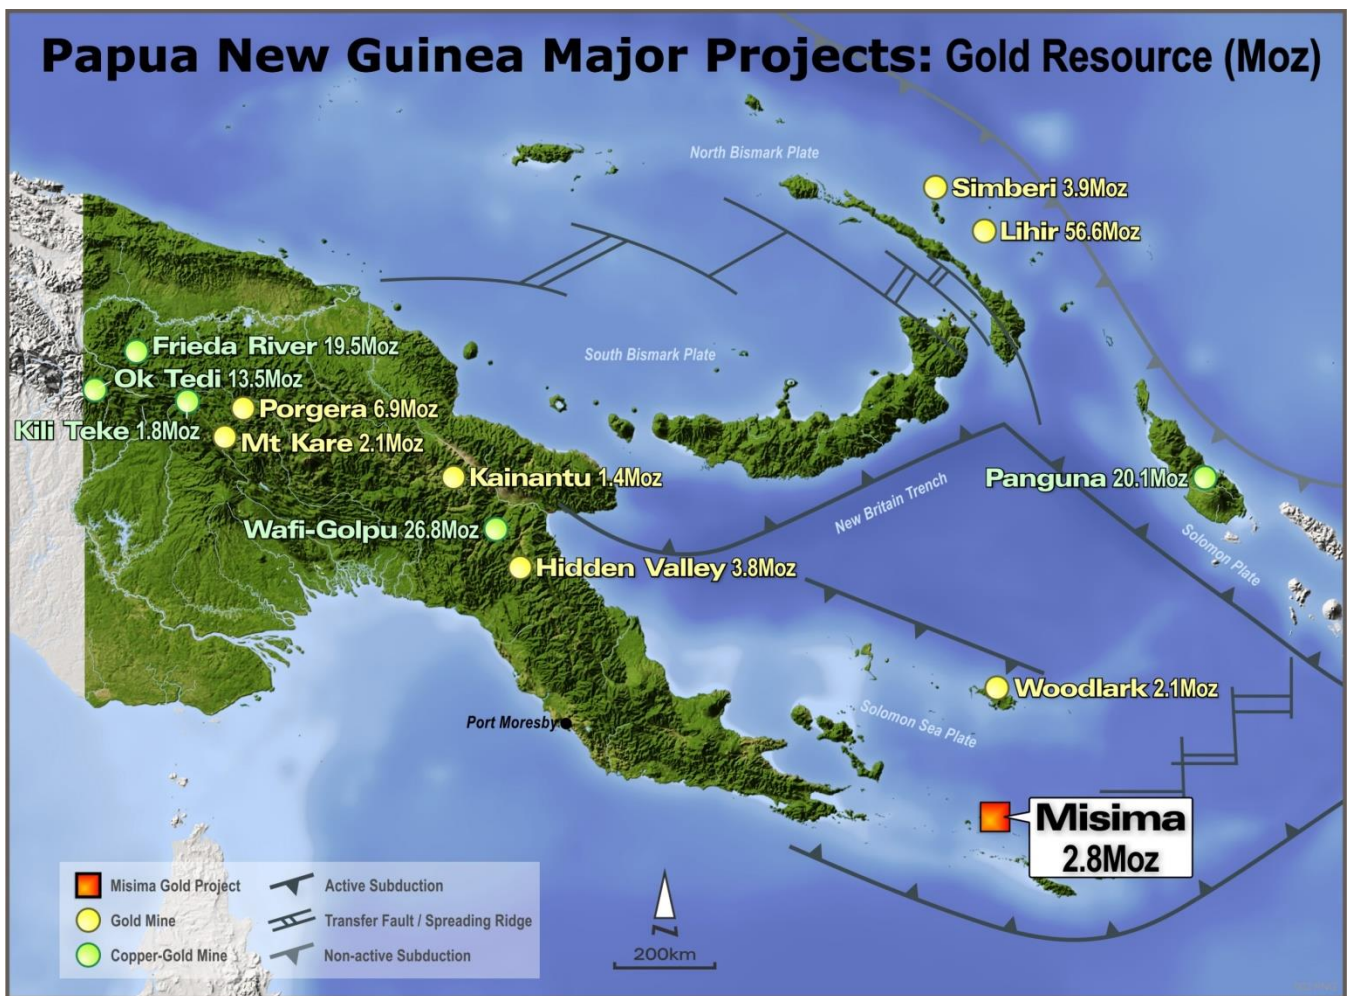 Papua New Guinea Major Projects: Gold Resource (Moz)
North Bismark Plate
Simberi 3.9Moz
Lihir 56.6Moz
Frieda River 19.5Moz
South Bismark Plate
Ok Tedi 13.5Moz
Porgera 6.9Moz
Kili Teke 1.8Moz
Mt Kare 2.1Moz
Kainantu 1.4Moz
Panguna 20.1Moz
New Britain Trench
Wafi-Golpu 26.8Moz
Solomon Plate
Hidden Valley 3.8Moz
Woodlark 2.1Moz
Solomon Sea Plate
Port Moresby
Misima
2.8Moz
Misima Gold Project
Active Subduction
Gold Mine
Transfer Fault / Spreading Ridge
Copper-Gold Mine
Non-active Subduction
N
200km